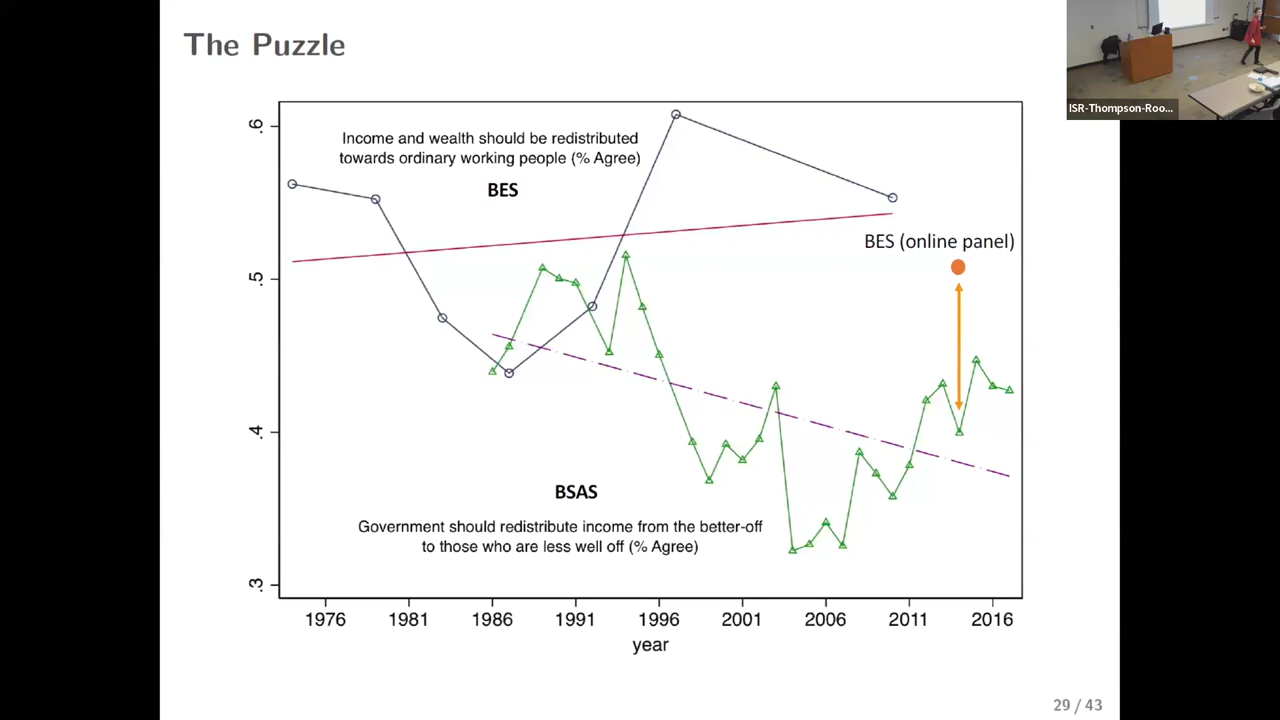 The Puzzle
ISR-Thompson-Roo...
.6
.5
.4
.3
Income and wealth should be redistributed
towards ordinary working people (% Agree)
BES
BES (online panel)
BSAS
Government should redistribute income from the better-off
to those who are less well off (% Agree)
1976 1981 1986 1991 1996 2001 2006 2011 2016
year
29 / 43